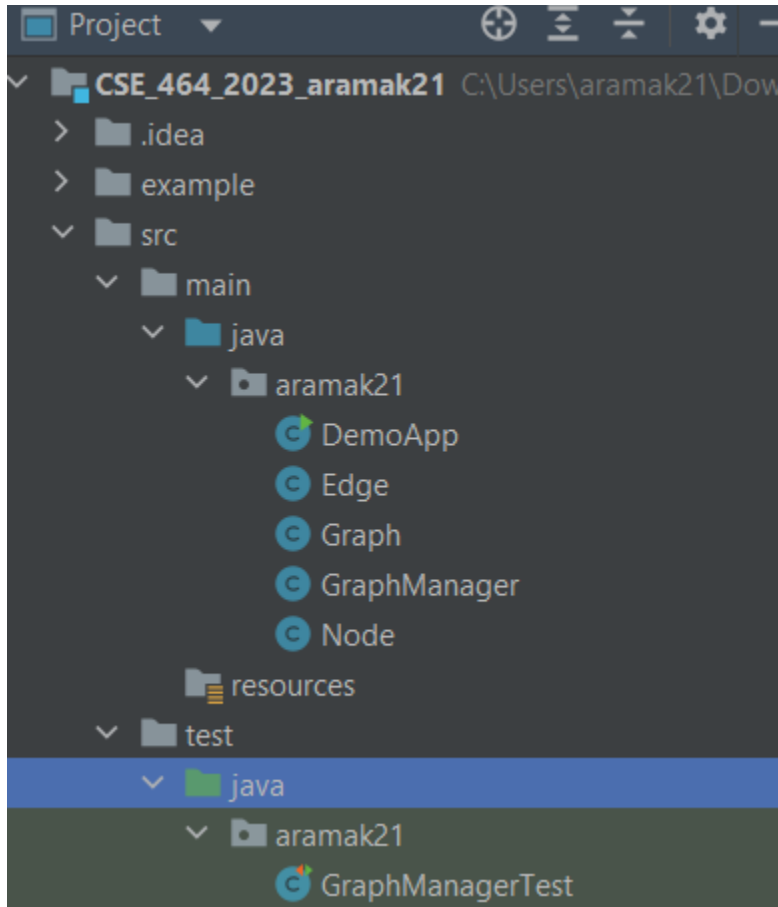 Project
CSE_464_2023_aramak21 C:\Users\aramak21\Dow
.idea
example
src
main
java
aramak21
DemoApp
Edge
Graph
GraphManager
Node
resources
test
java
aramak21
GraphManagerTest